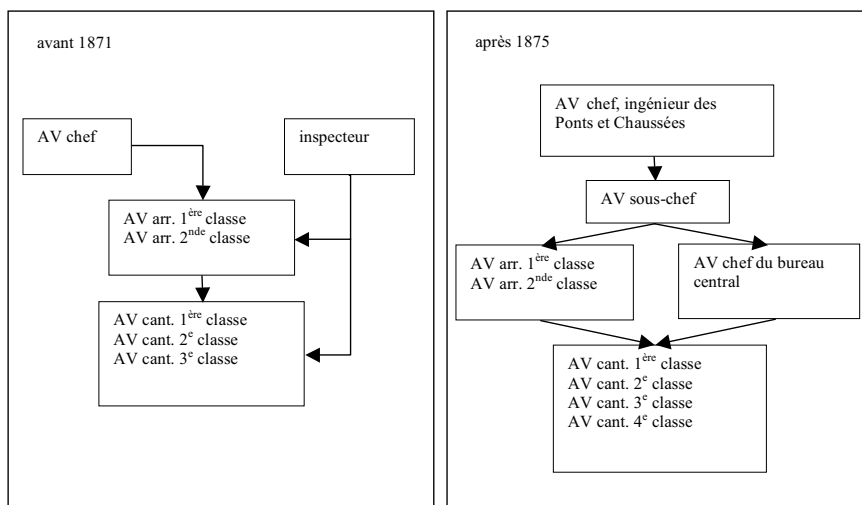 avant 1871
AV chef
inspecteur
AV arr. 1ère classe
AV arr. 2nde classe
AV cant. 1ère classe
AV cant. 2e classe
AV cant. 3e classe
après 1875
AV chef, ingénieur des
Ponts et Chaussées
AV sous-chef
AV arr. 1ère classe
AV arr. 2nde classe
AV chef du bureau
central
AV cant. 1ère classe
AV cant. 2e classe
AV cant. 3e classe
AV cant. 4e classe